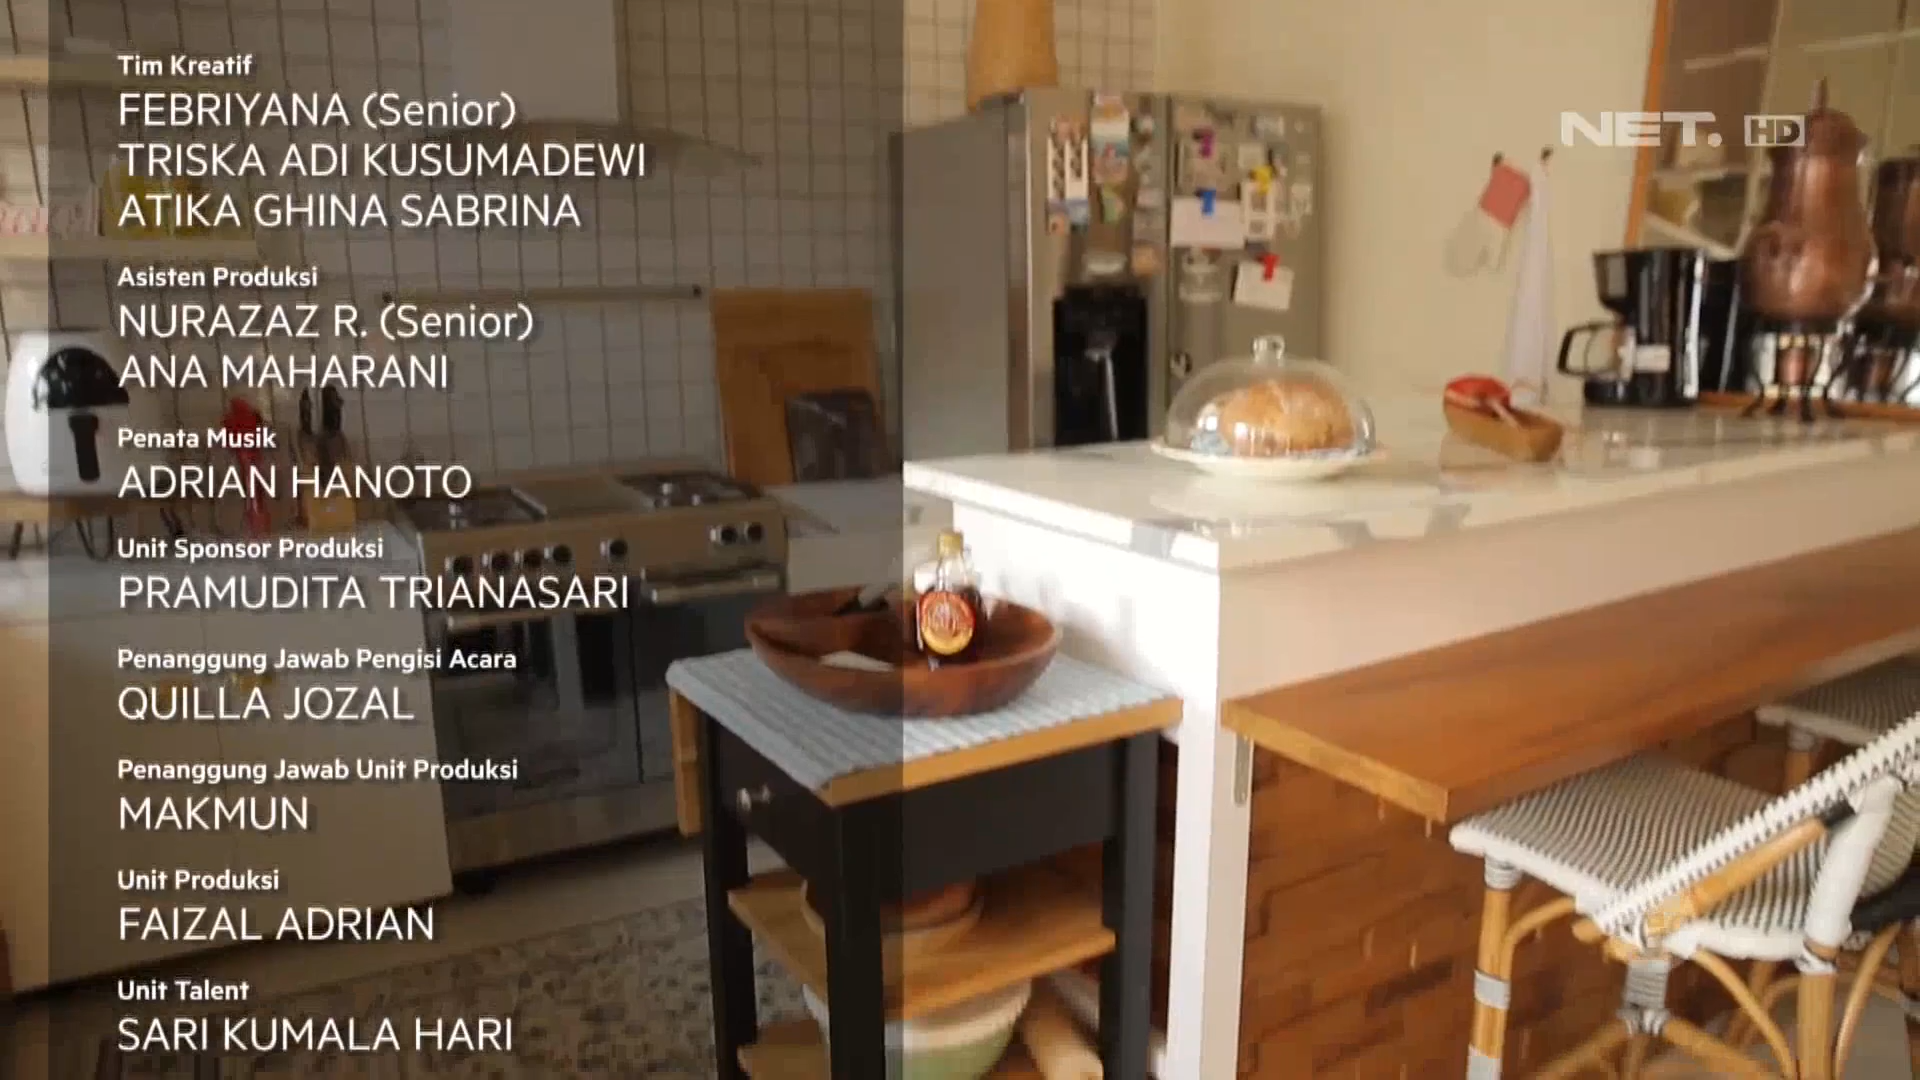 Tim Kreatif
FEBRIYANA (Senior)
TRISKA ADI KUSUMADEWI
ATIKA GHINA SABRINA
Asisten Produksi
NURAZAZ R. (Senior)
ANA MAHARANI
Penata Musik
ADRIAN HANOTO
Unit Sponsor Produksi
PRAMUDITA TRIANASARI
Penanggung Jawab Pengisi Acara
QUILLA JOZAL
Penanggung Jawab Unit Produksi
MAKMUN
Unit Produksi
FAIZAL ADRIAN
Unit Talent
SARI KUMALA HARI
NET. HD